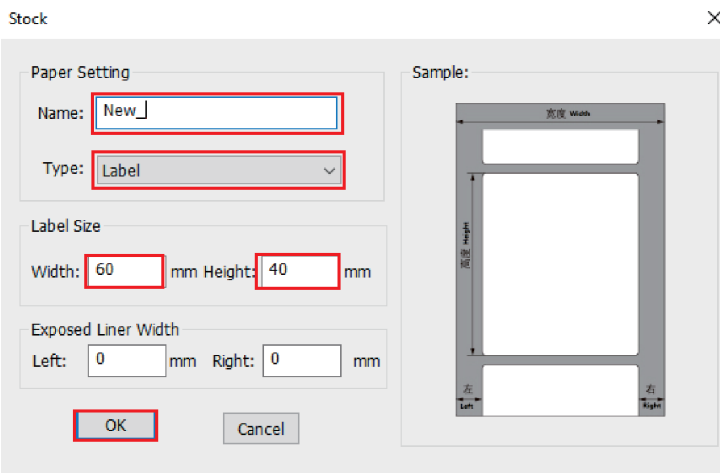 Stock
Paper Setting
Name: New_
Type: Label
Label Size
Width: 60 mm Height: 40 mm
Exposed Liner Width
Left: 0 mm Right: 0 mm
OK Cancel
Sample:
宽度 Width
高度 Height
左 右
Left Right